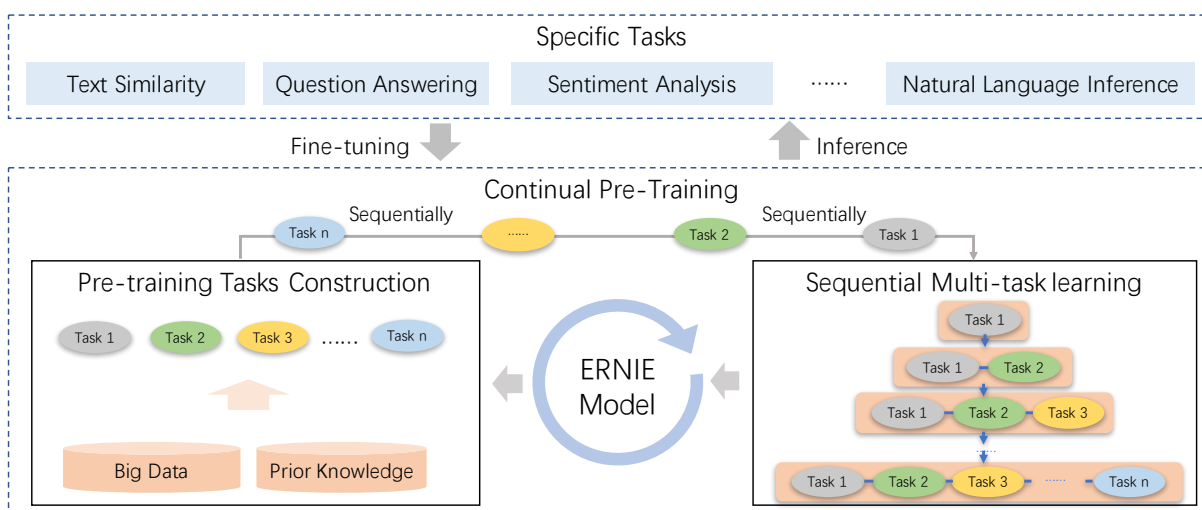 Specific Tasks
Text Similarity
Question Answering
Sentiment Analysis
......
Natural Language Inference
Fine-tuning
Inference
Continual Pre-Training
Sequentially
Sequentially
Task n
......
Task 2
Task 1
Pre-training Tasks Construction
Task 1
Task 2
Task 3
......
Task n
Big Data
Prior Knowledge
ERNIE
Model
Sequential Multi-task learning
Task 1
Task 1
Task 2
Task 1
Task 2
Task 3
......
Task 1
Task 2
Task 3
......
Task n